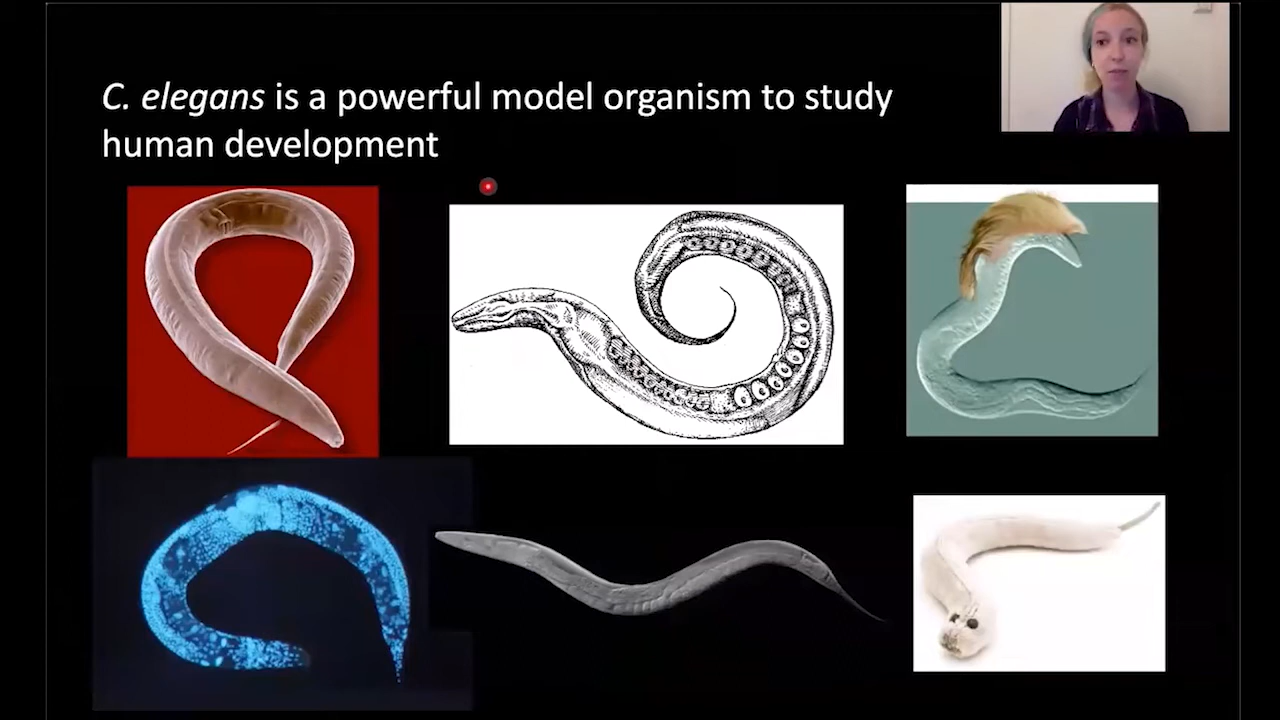 C. elegans is a powerful model organism to study
human development